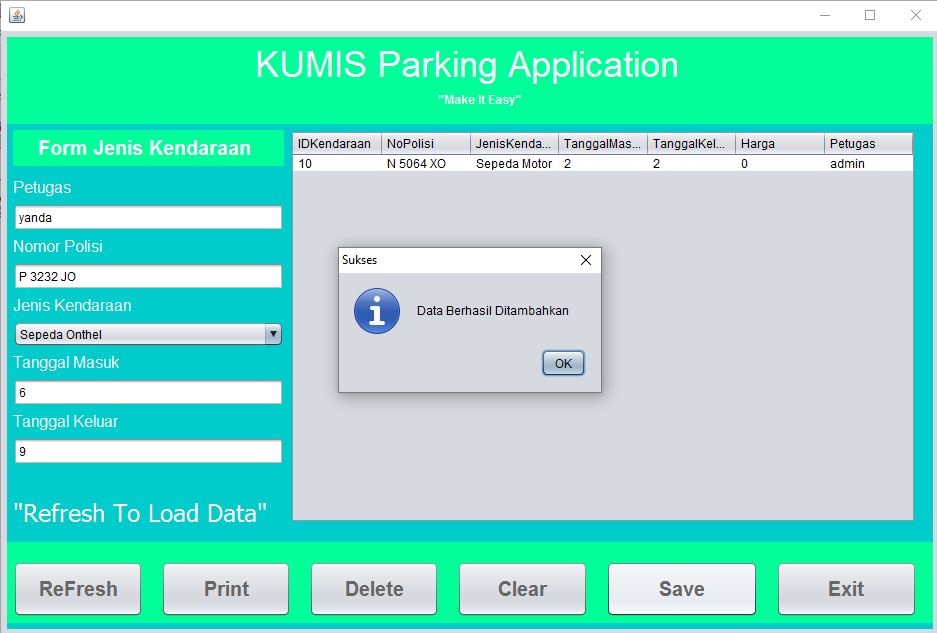 KUMIS Parking Application
"Make It Easy"
Form Jenis Kendaraan
Petugas
yanda
Nomor Polisi
P 3232 JO
Jenis Kendaraan
Sepeda Onthel
Tanggal Masuk
6
Tanggal Keluar
9
"Refresh To Load Data"
IDKendaraan NoPolisi JenisKenda... TanggalMas... TanggalKel... Harga Petugas
10 N 5064 XO Sepeda Motor 2 2 0 admin
Sukses
Data Berhasil Ditambahkan
OK
ReFresh Print Delete Clear Save Exit